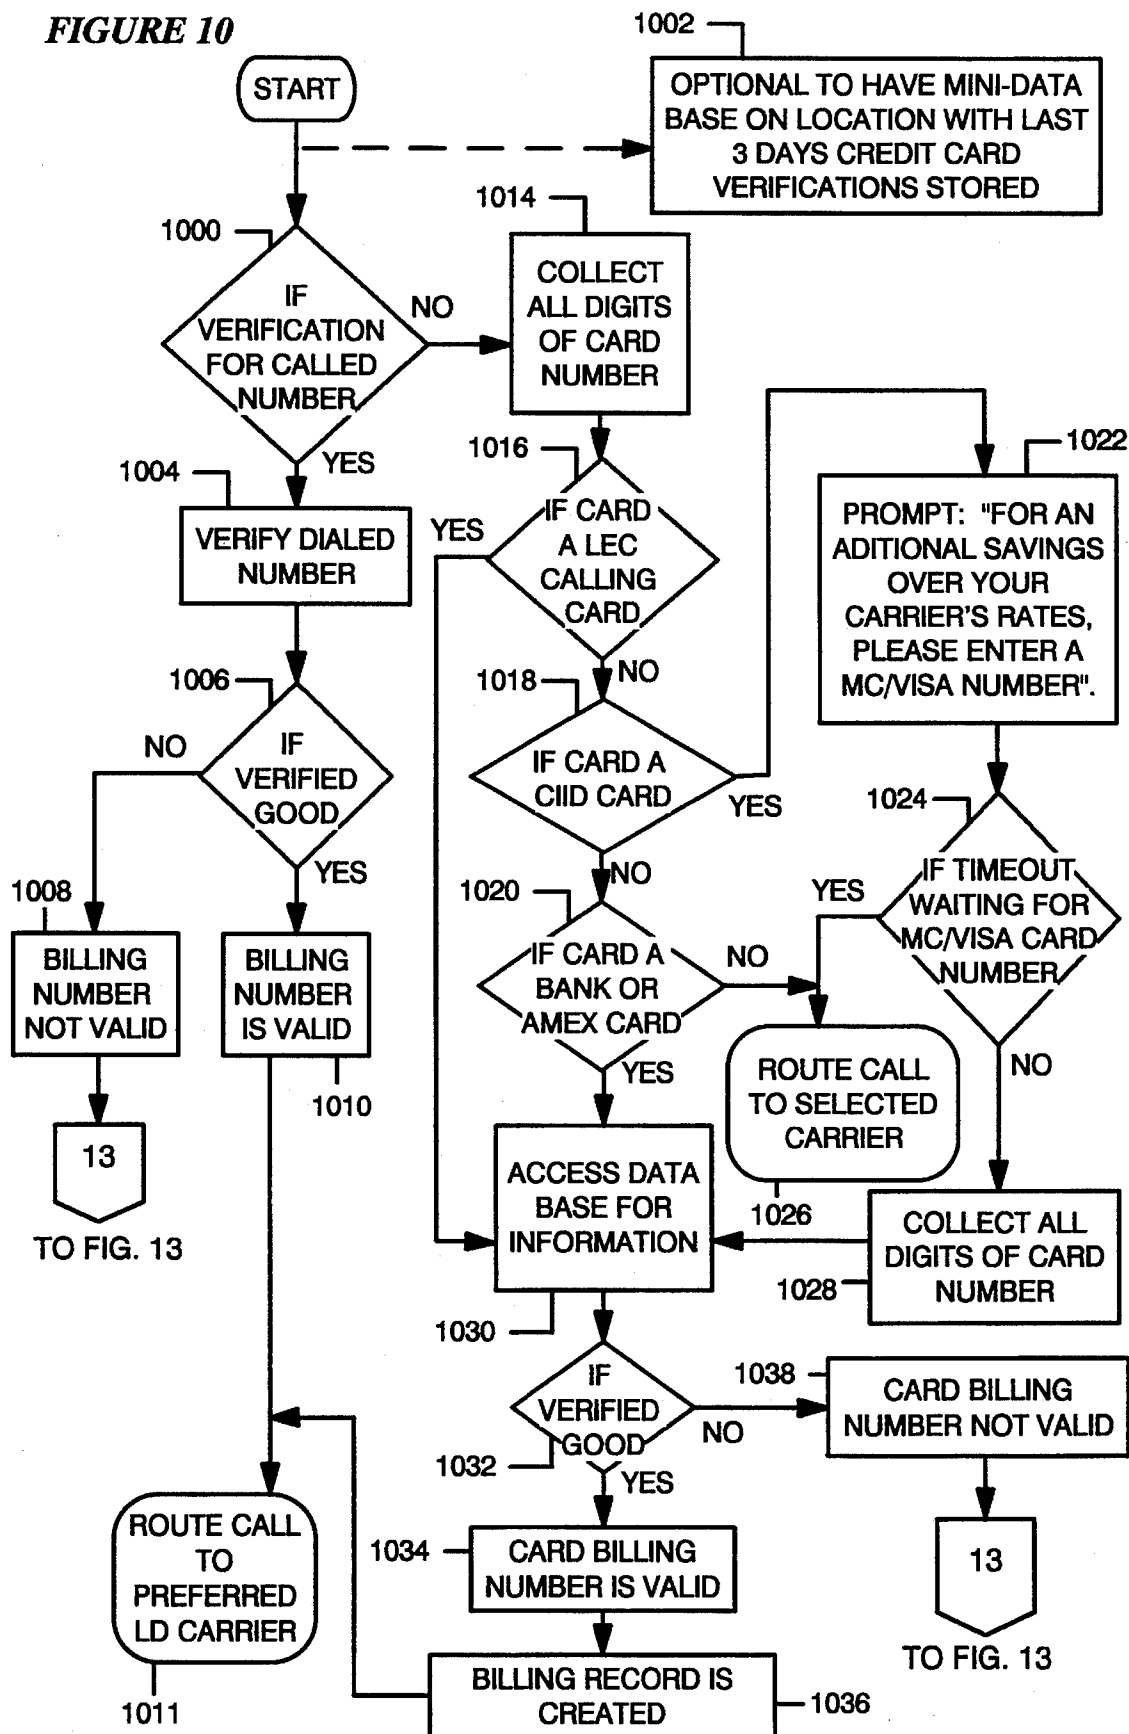 FIGURE 10
START
1002
OPTIONAL TO HAVE MINI-DATA
BASE ON LOCATION WITH LAST
3 DAYS CREDIT CARD
VERIFICATIONS STORED
1000
IF
VERIFICATION
FOR CALLED
NUMBER
NO
YES
1014
COLLECT
ALL DIGITS
OF CARD
NUMBER
1004
VERIFY DIALED
NUMBER
1016
IF CARD
A LEC
CALLING
CARD
YES
NO
1022
PROMPT: "FOR AN
ADITIONAL SAVINGS
OVER YOUR
CARRIER'S RATES,
PLEASE ENTER A
MC/VISA NUMBER".
1006
IF
VERIFIED
GOOD
NO
YES
1018
IF CARD A
CIID CARD
YES
NO
1024
IF TIMEOUT
WAITING FOR
MC/VISA CARD
NUMBER
YES
NO
1008
BILLING
NUMBER
NOT VALID
BILLING
NUMBER
IS VALID
1010
1020
IF CARD A
BANK OR
AMEX CARD
NO
YES
ROUTE CALL
TO SELECTED
CARRIER
1026
13
TO FIG. 13
ACCESS DATA
BASE FOR
INFORMATION
1030
COLLECT ALL
DIGITS OF CARD
NUMBER
1028
IF
VERIFIED
GOOD
1032
NO
YES
1038
CARD BILLING
NUMBER NOT VALID
13
TO FIG. 13
ROUTE CALL
TO
PREFERRED
LD CARRIER
1011
1034
CARD BILLING
NUMBER IS VALID
BILLING RECORD IS
CREATED
1036